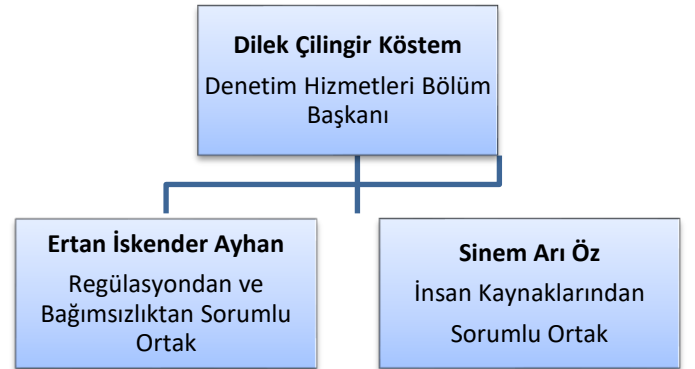 Dilek Çilingir Köstem
Denetim Hizmetleri Bölüm
Başkanı
Ertan İskender Ayhan
Regülasyondan ve
Bağımsızlıktan Sorumlu
Ortak
Sinem Arı Öz
İnsan Kaynaklarından
Sorumlu Ortak